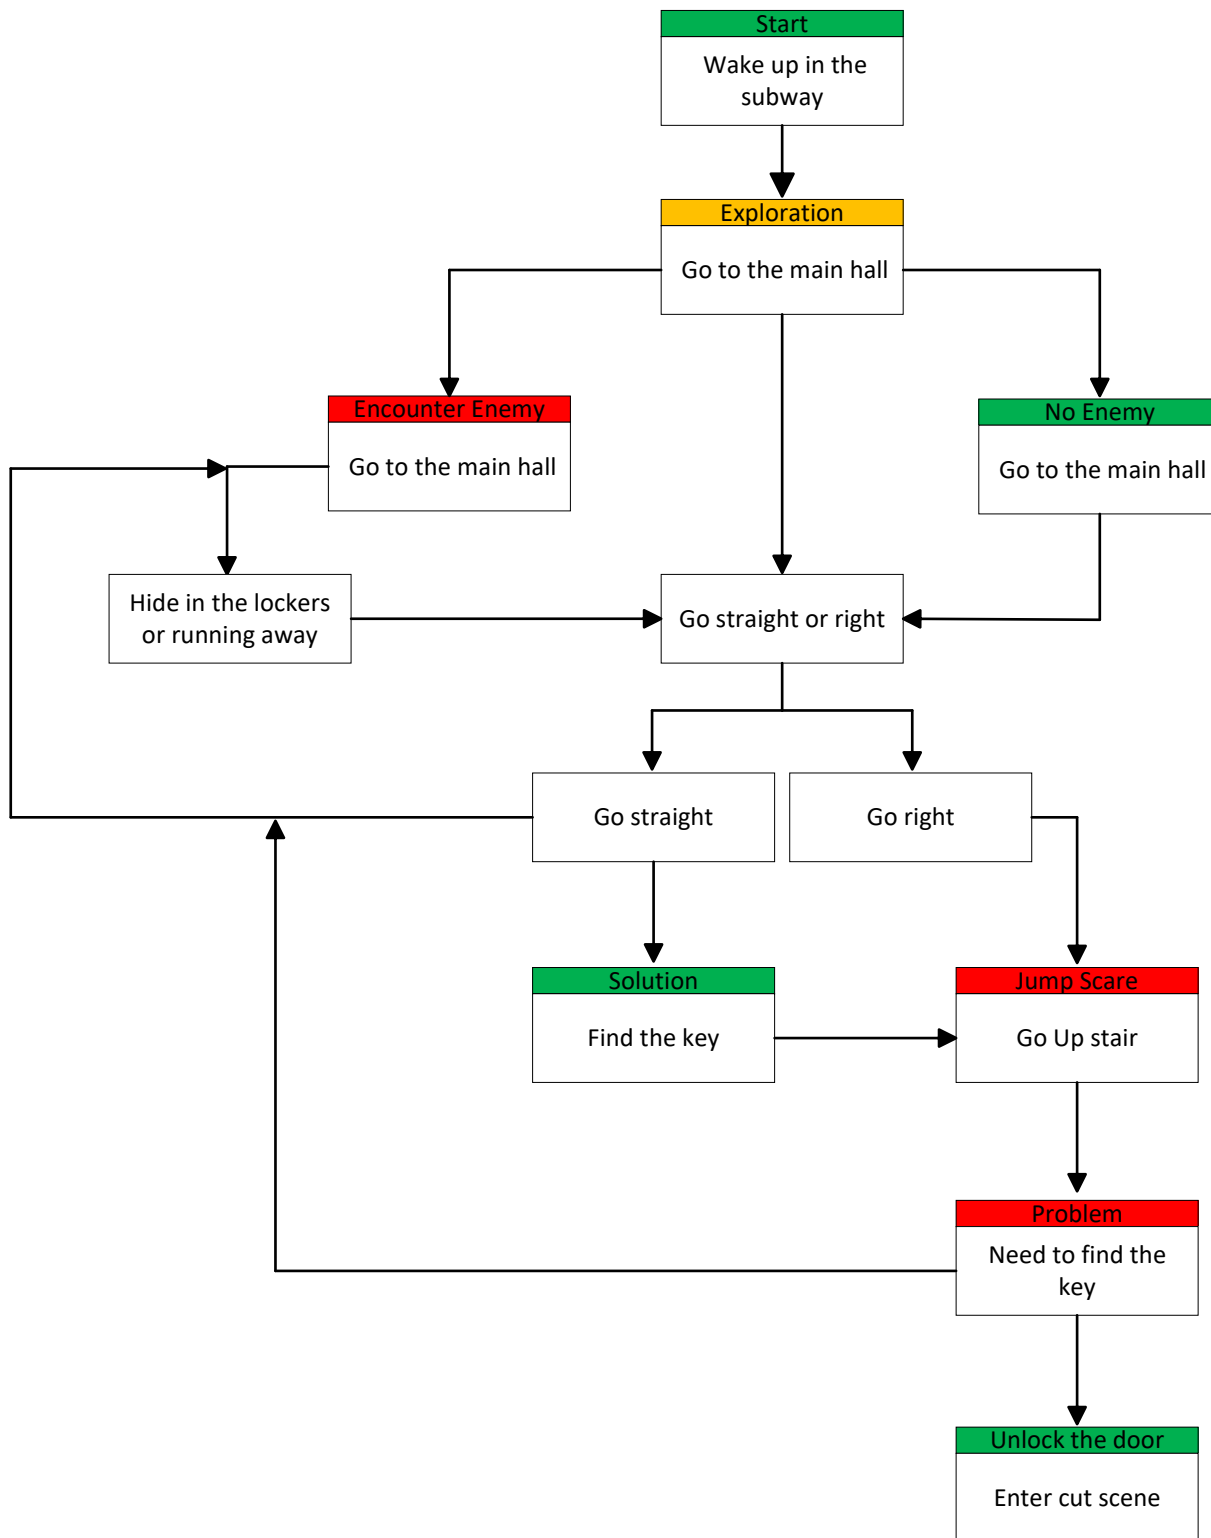 Start
Wake up in the
subway
Exploration
Go to the main hall
Encounter Enemy
Go to the main hall
No Enemy
Go to the main hall
Hide in the lockers
or running away
Go straight or right
Go straight
Go right
Solution
Find the key
Jump Scare
Go Up stair
Problem
Need to find the
key
Unlock the door
Enter cut scene